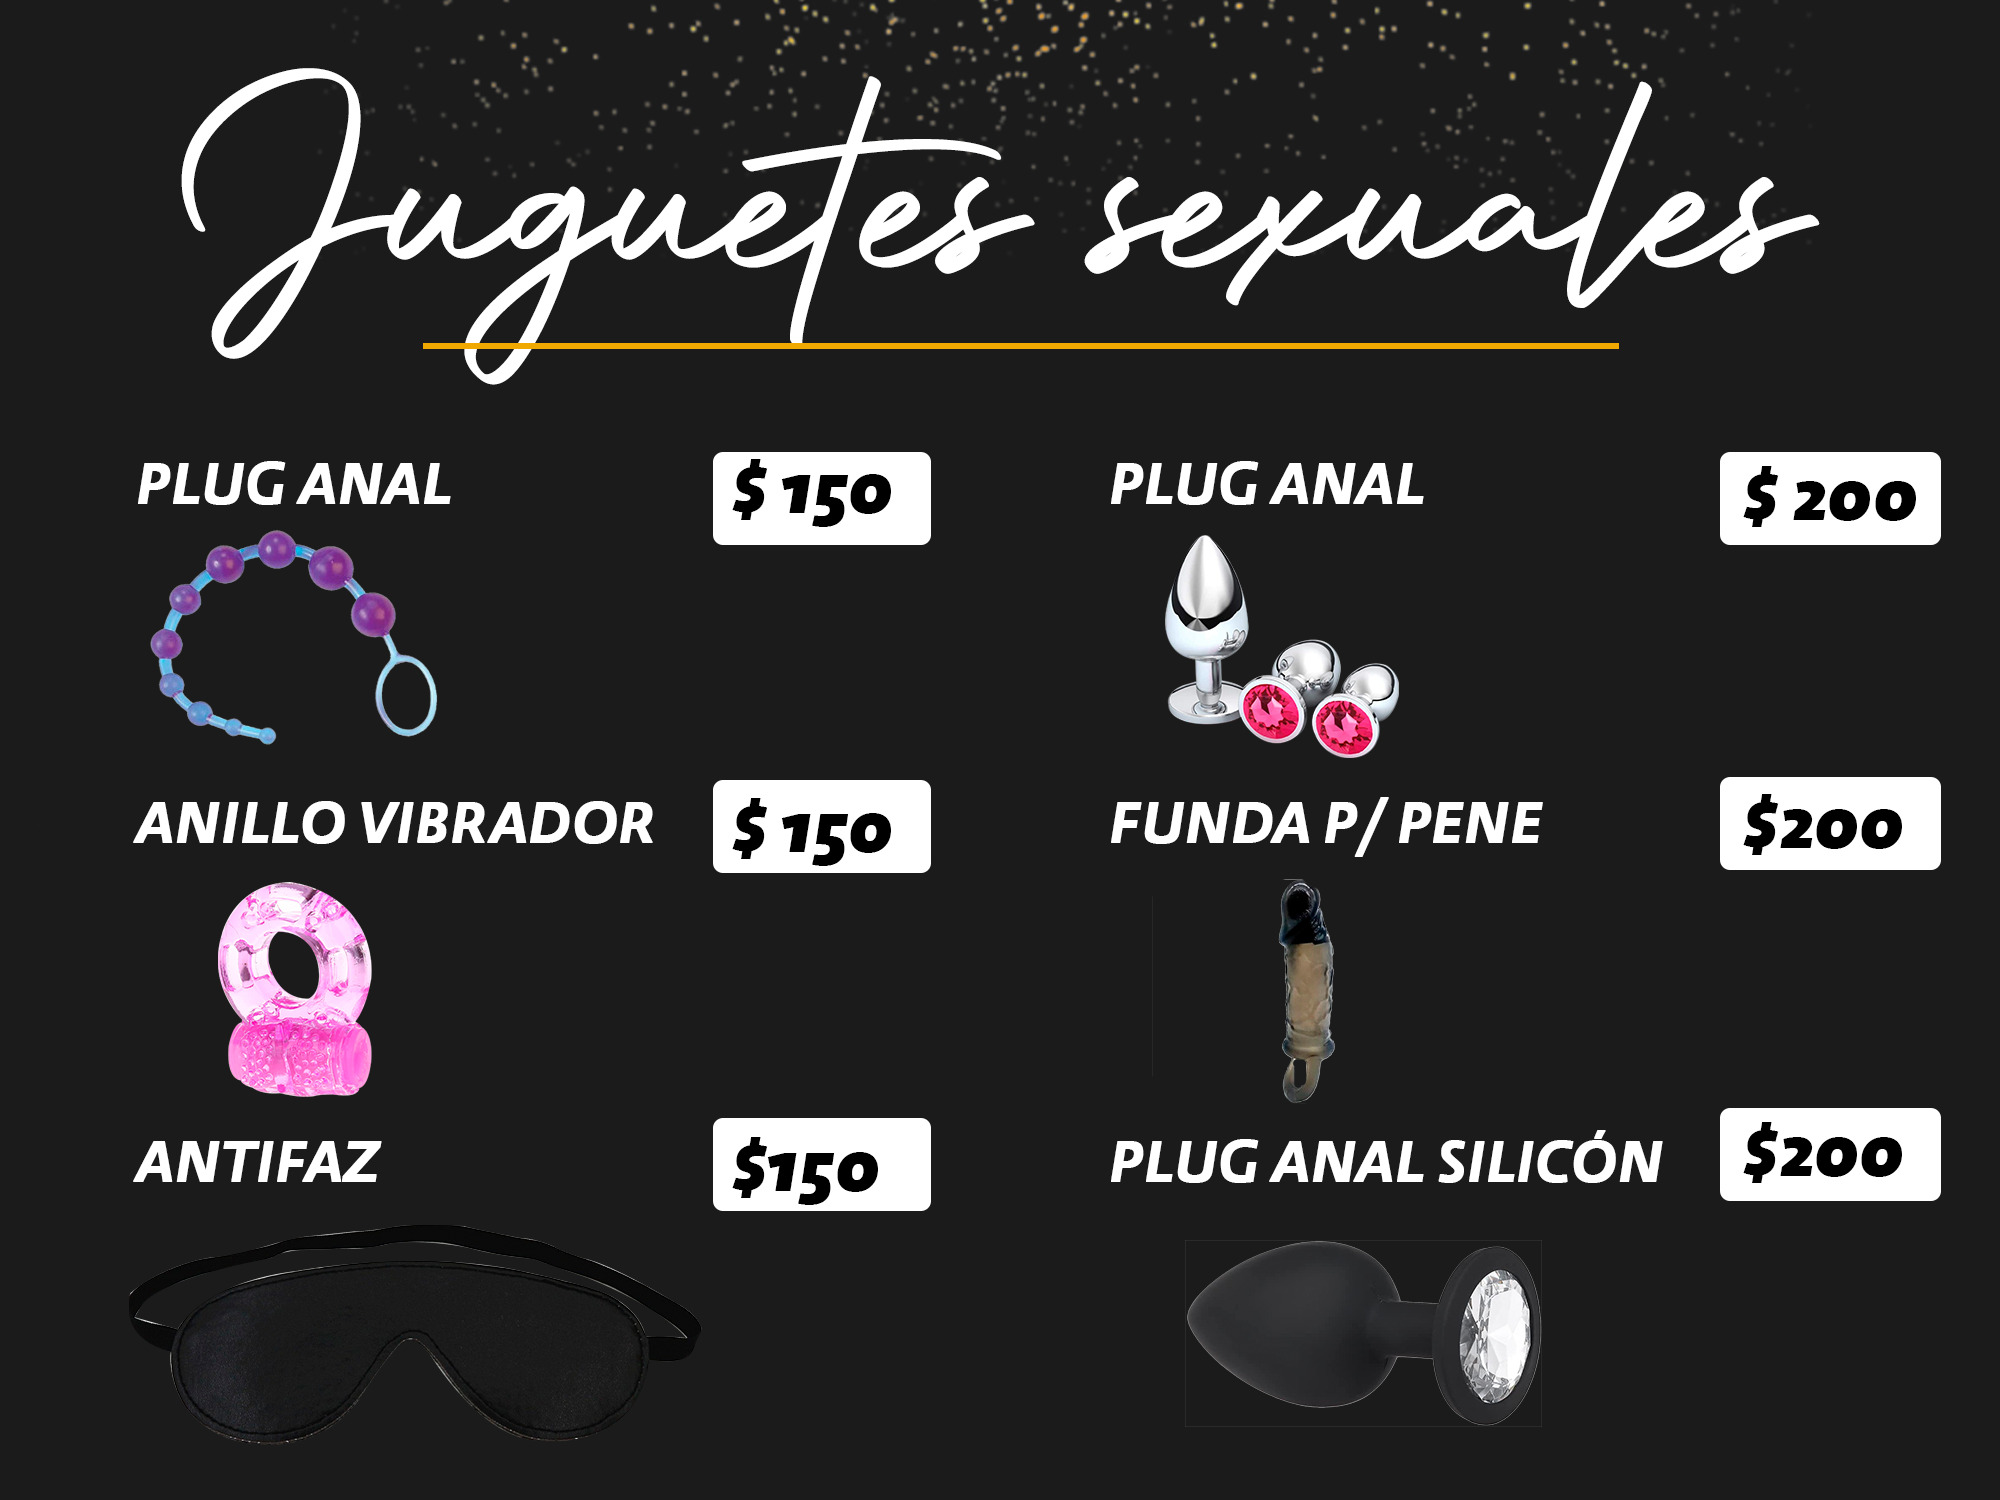 Juguetes sexuales
PLUG ANAL
$ 150
PLUG ANAL
$ 200
ANILLO VIBRADOR
$ 150
FUNDA P/ PENE
$200
ANTIFAZ
$150
PLUG ANAL SILICÓN
$200